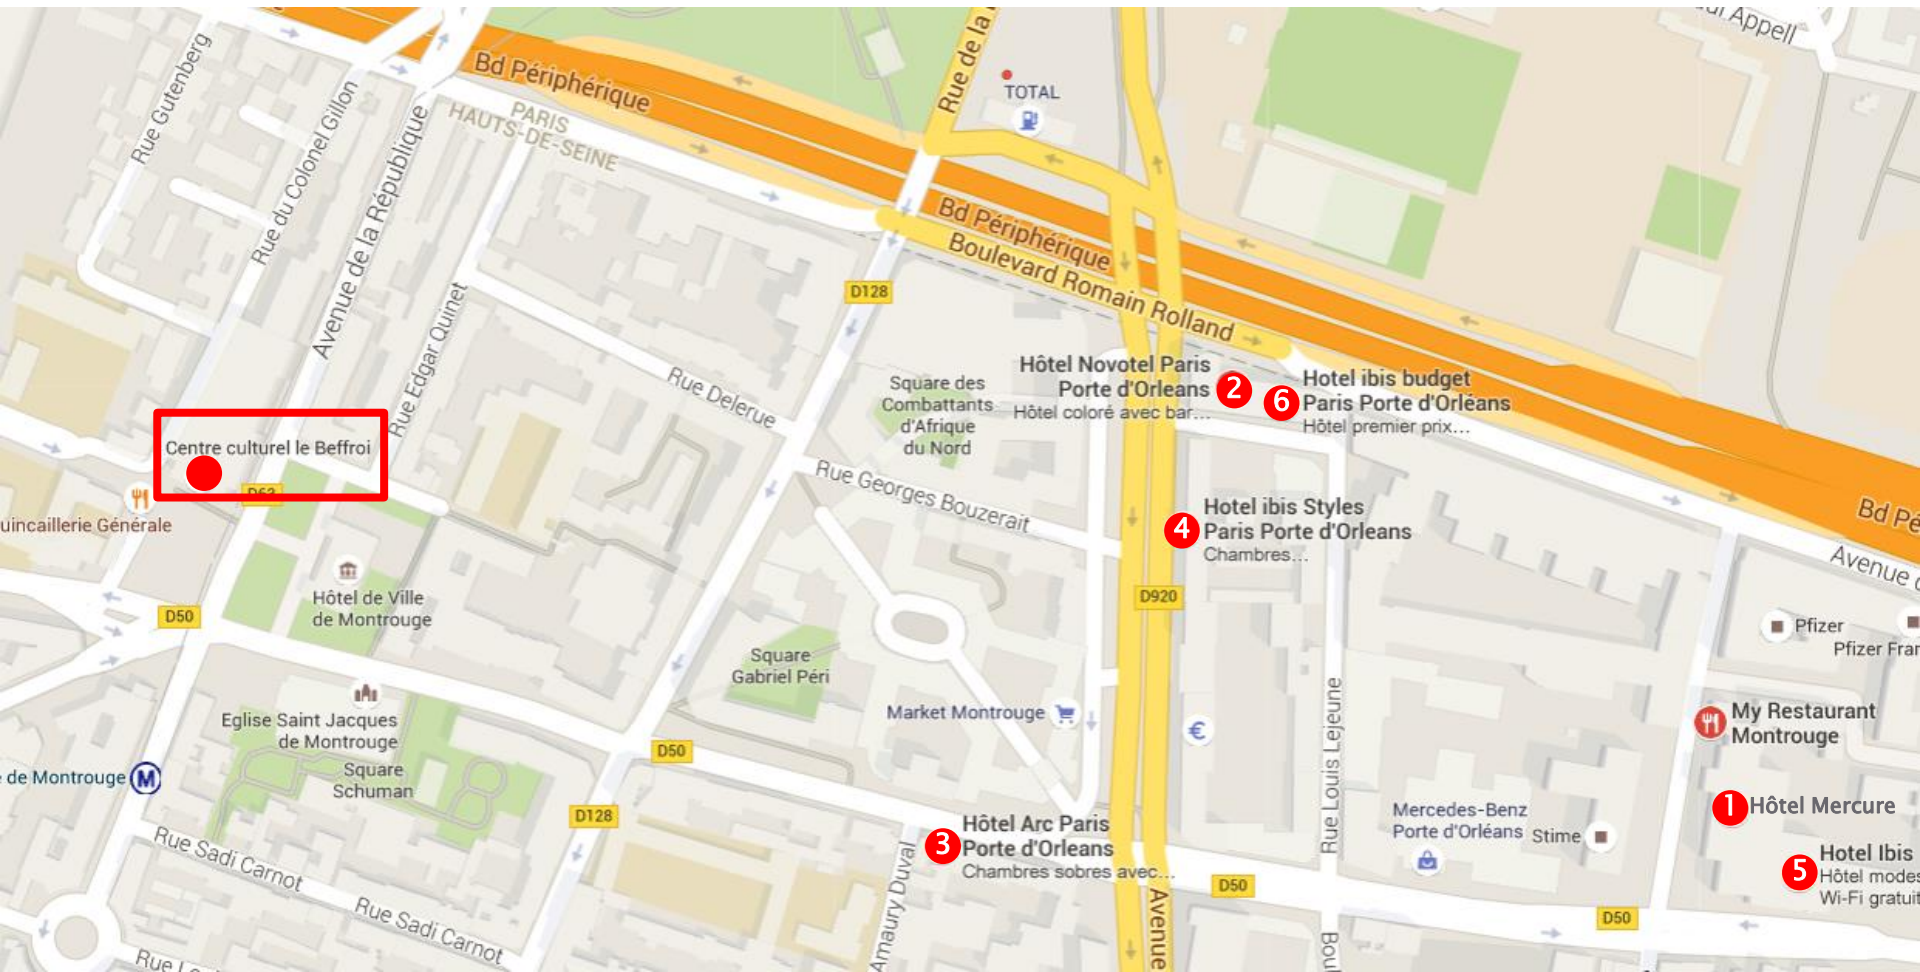 Appell
Rue Gutenberg
Rue du Colonel Gillon
Avenue de la République
Bd Périphérique
PARIS
HAUTS-DE-SEINE
Rue de la
TOTAL
Bd Périphérique
Boulevard Romain Rolland
D128
Rue Edgar Quinet
Rue Delerue
Square des
Combattants
d'Afrique
du Nord
Hôtel Novotel Paris
Porte d'Orleans
Hôtel coloré avec bar...
2
6
Hotel ibis budget
Paris Porte d'Orléans
Hôtel premier prix...
Centre culturel le Beffroi
D63
uincaillerie Générale
Rue Georges Bouzerait
4
Hotel ibis Styles
Paris Porte d'Orleans
Chambres...
Bd Pé
Avenue
D920
D50
Hôtel de Ville
de Montrouge
Pfizer
Pfizer Fran
Square
Gabriel Péri
Eglise Saint Jacques
de Montrouge
Market Montrouge
€
Rue Louis Lejeune
My Restaurant
Montrouge
D50
de Montrouge
M
Square
Schuman
1
Hôtel Mercure
D128
Mercedes-Benz
Porte d'Orléans
Stime
3
Hôtel Arc Paris
Porte d'Orleans
Chambres sobres avec...
5
Hotel Ibis
Hôtel modes
Wi-Fi gratuit
Rue Sadi Carnot
Rue Sadi Carnot
Amaury Duval
Avenue
D50
D50
Boul
Rue